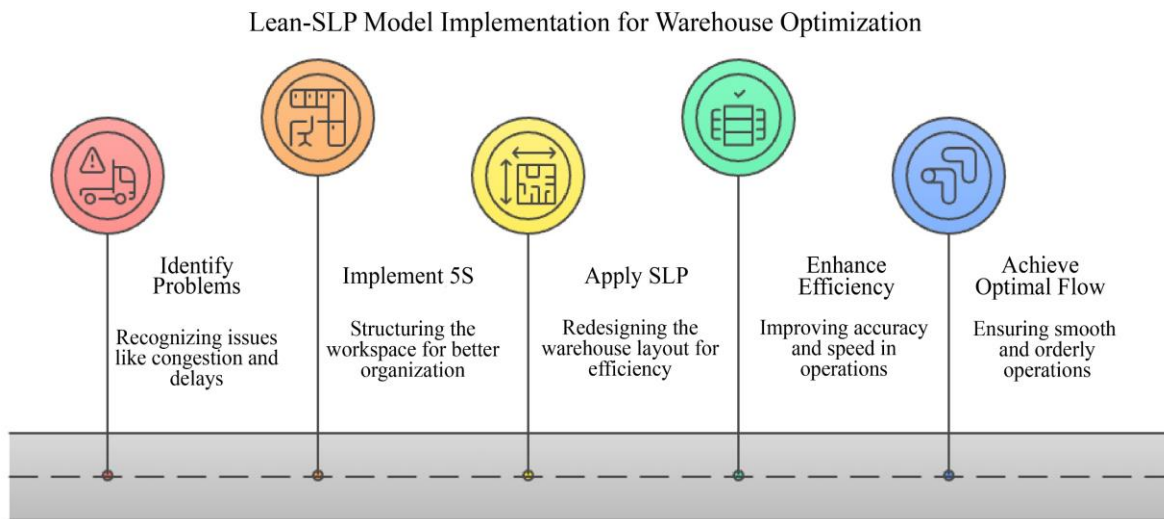 Lean-SLP Model Implementation for Warehouse Optimization
Identify
Problems
Recognizing issues
like congestion and
delays
Implement 5S
Structuring the
workspace for better
organization
Apply SLP
Redesigning the
warehouse layout for
efficiency
Enhance
Efficiency
Improving accuracy
and speed in
operations
Achieve
Optimal Flow
Ensuring smooth
and orderly
operations